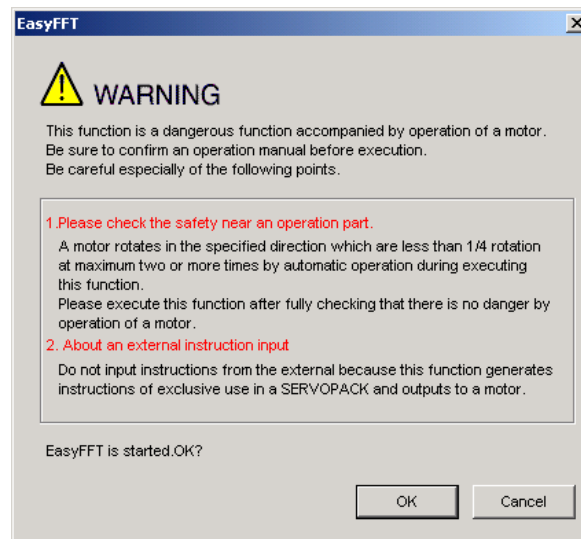 EasyFFT
WARNING
This function is a dangerous function accompanied by operation of a motor.
Be sure to confirm an operation manual before execution.
Be careful especially of the following points.
1.Please check the safety near an operation part.
A motor rotates in the specified direction which are less than 1/4 rotation
at maximum two or more times by automatic operation during executing
this function.
Please execute this function after fully checking that there is no danger by
operation of a motor.
2. About an external instruction input
Do not input instructions from the external because this function generates
instructions of exclusive use in a SERVOPACK and outputs to a motor.
EasyFFT is started.OK?
OK
Cancel